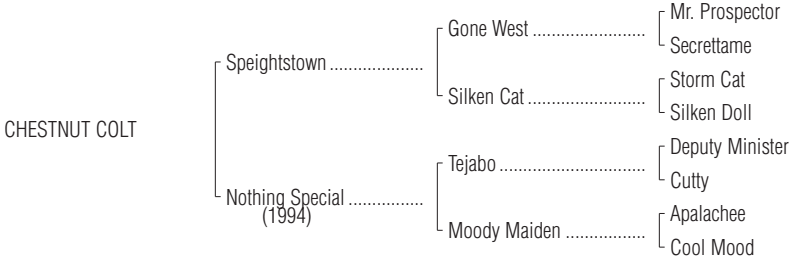 Mr. Prospector
Gone West ........................
Secrettame
Speightstown ....................
Storm Cat
Silken Cat .........................
Silken Doll
CHESTNUT COLT
Deputy Minister
Tejabo ...............................
Cutty
Nothing Special ................
(1994)
Apalachee
Moody Maiden .................
Cool Mood